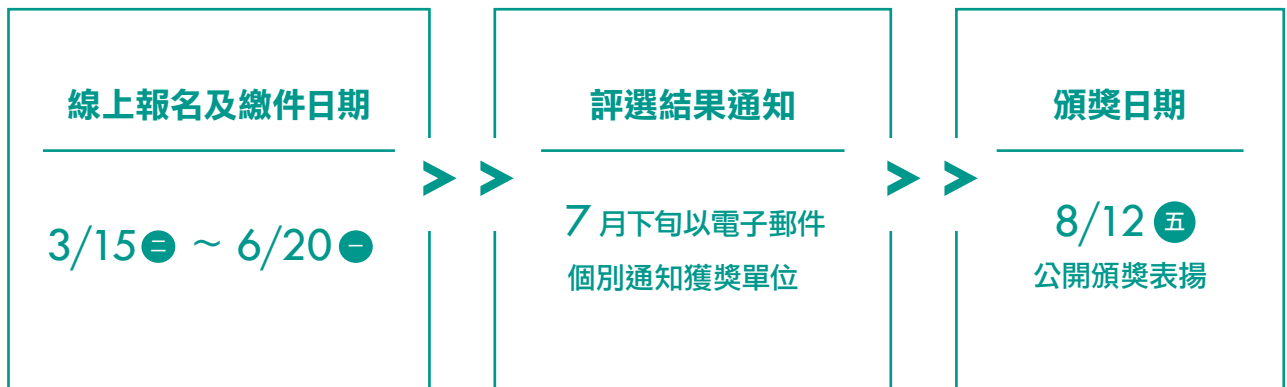 線上報名及繳件日期
3/15 二 ~ 6/20 一
評選結果通知
7 月下旬以電子郵件
個別通知獲獎單位
頒獎日期
8/12 五
公開頒獎表揚